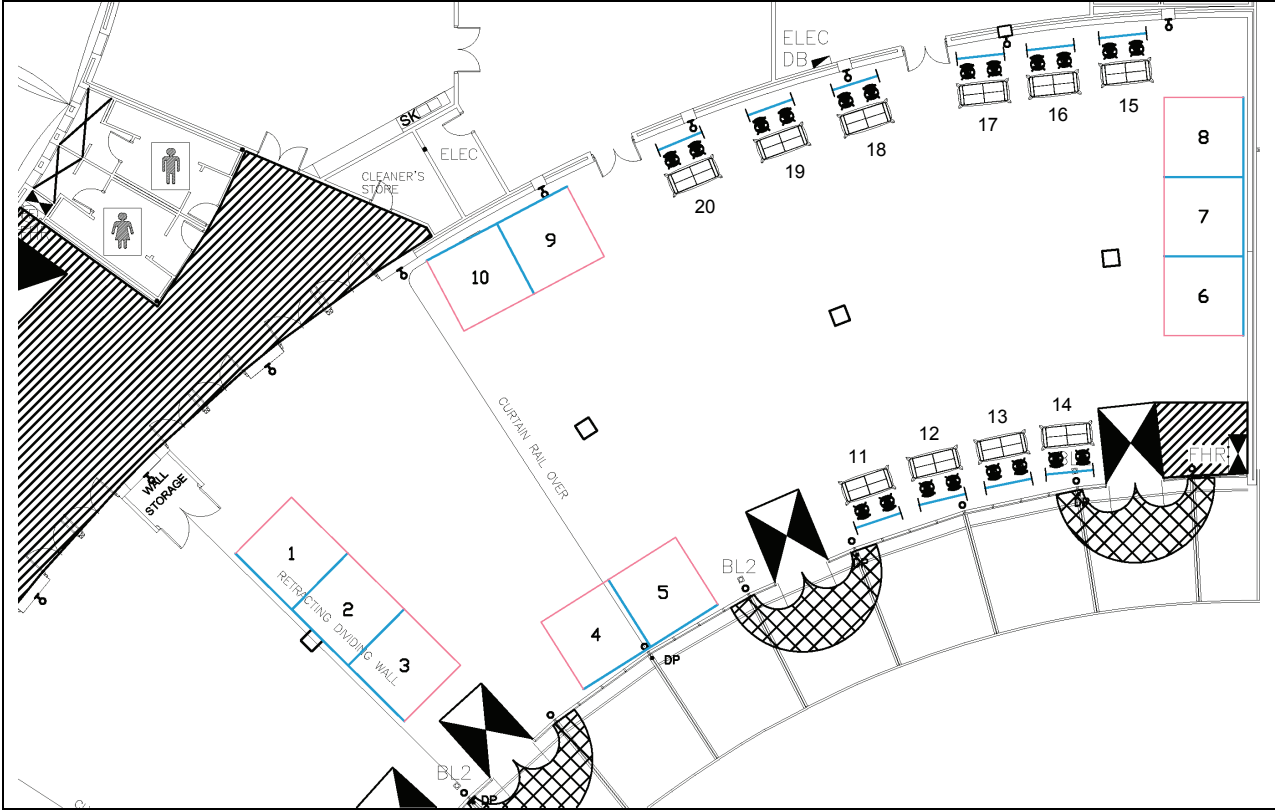 ELEC
DB
SK
ELEC
CLEANER'S
STORE
17
16
15
8
7
6
20
19
18
9
10
CURTAIN RAIL OVER
WALL
STORAGE
11
12
13
14
FHR
DP
1
2
3
RETRACTING DIVIDING WALL
4
5
DP
BL2
DP
BL2
DP